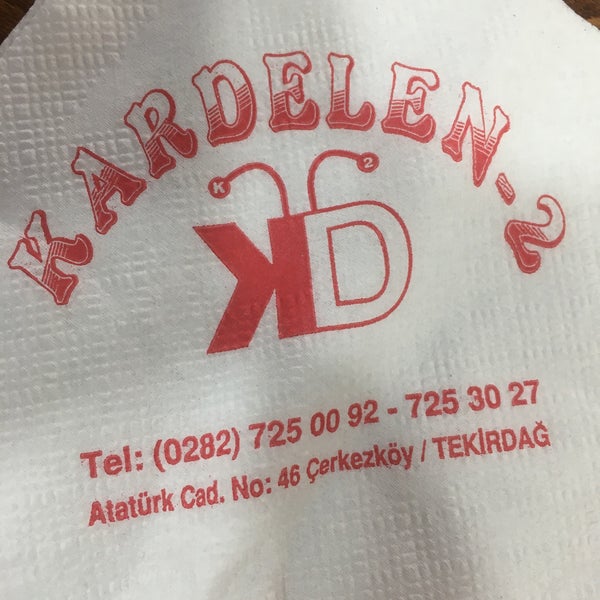 KARDELEN-2
K 2
KD
Tel: (0282) 725 00 92 - 725 30 27
Atatürk Cad. No: 46 Çerkezköy / TEKİRDAĞ